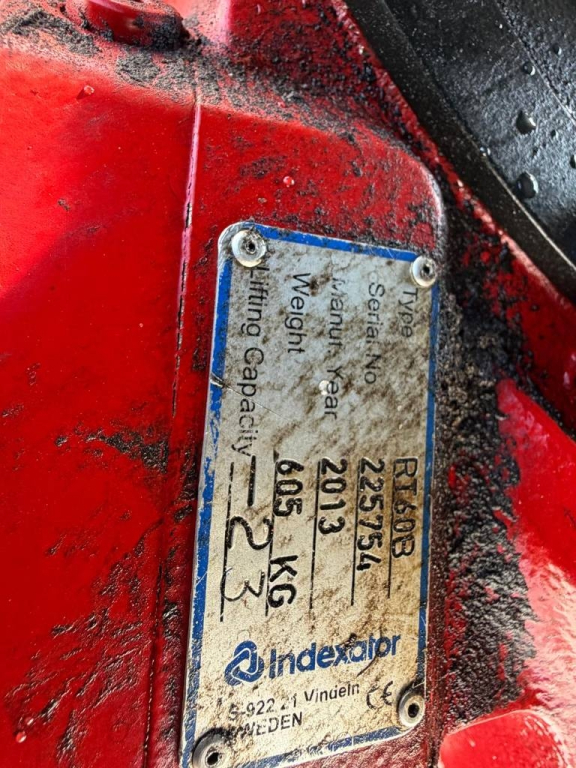 Type RT60B
Serial No 225754
Manuf. Year 2013
Weight 605 KG
Lifting Capacity 23
Indexator
S-922 21 Vindeln CE
SWEDEN